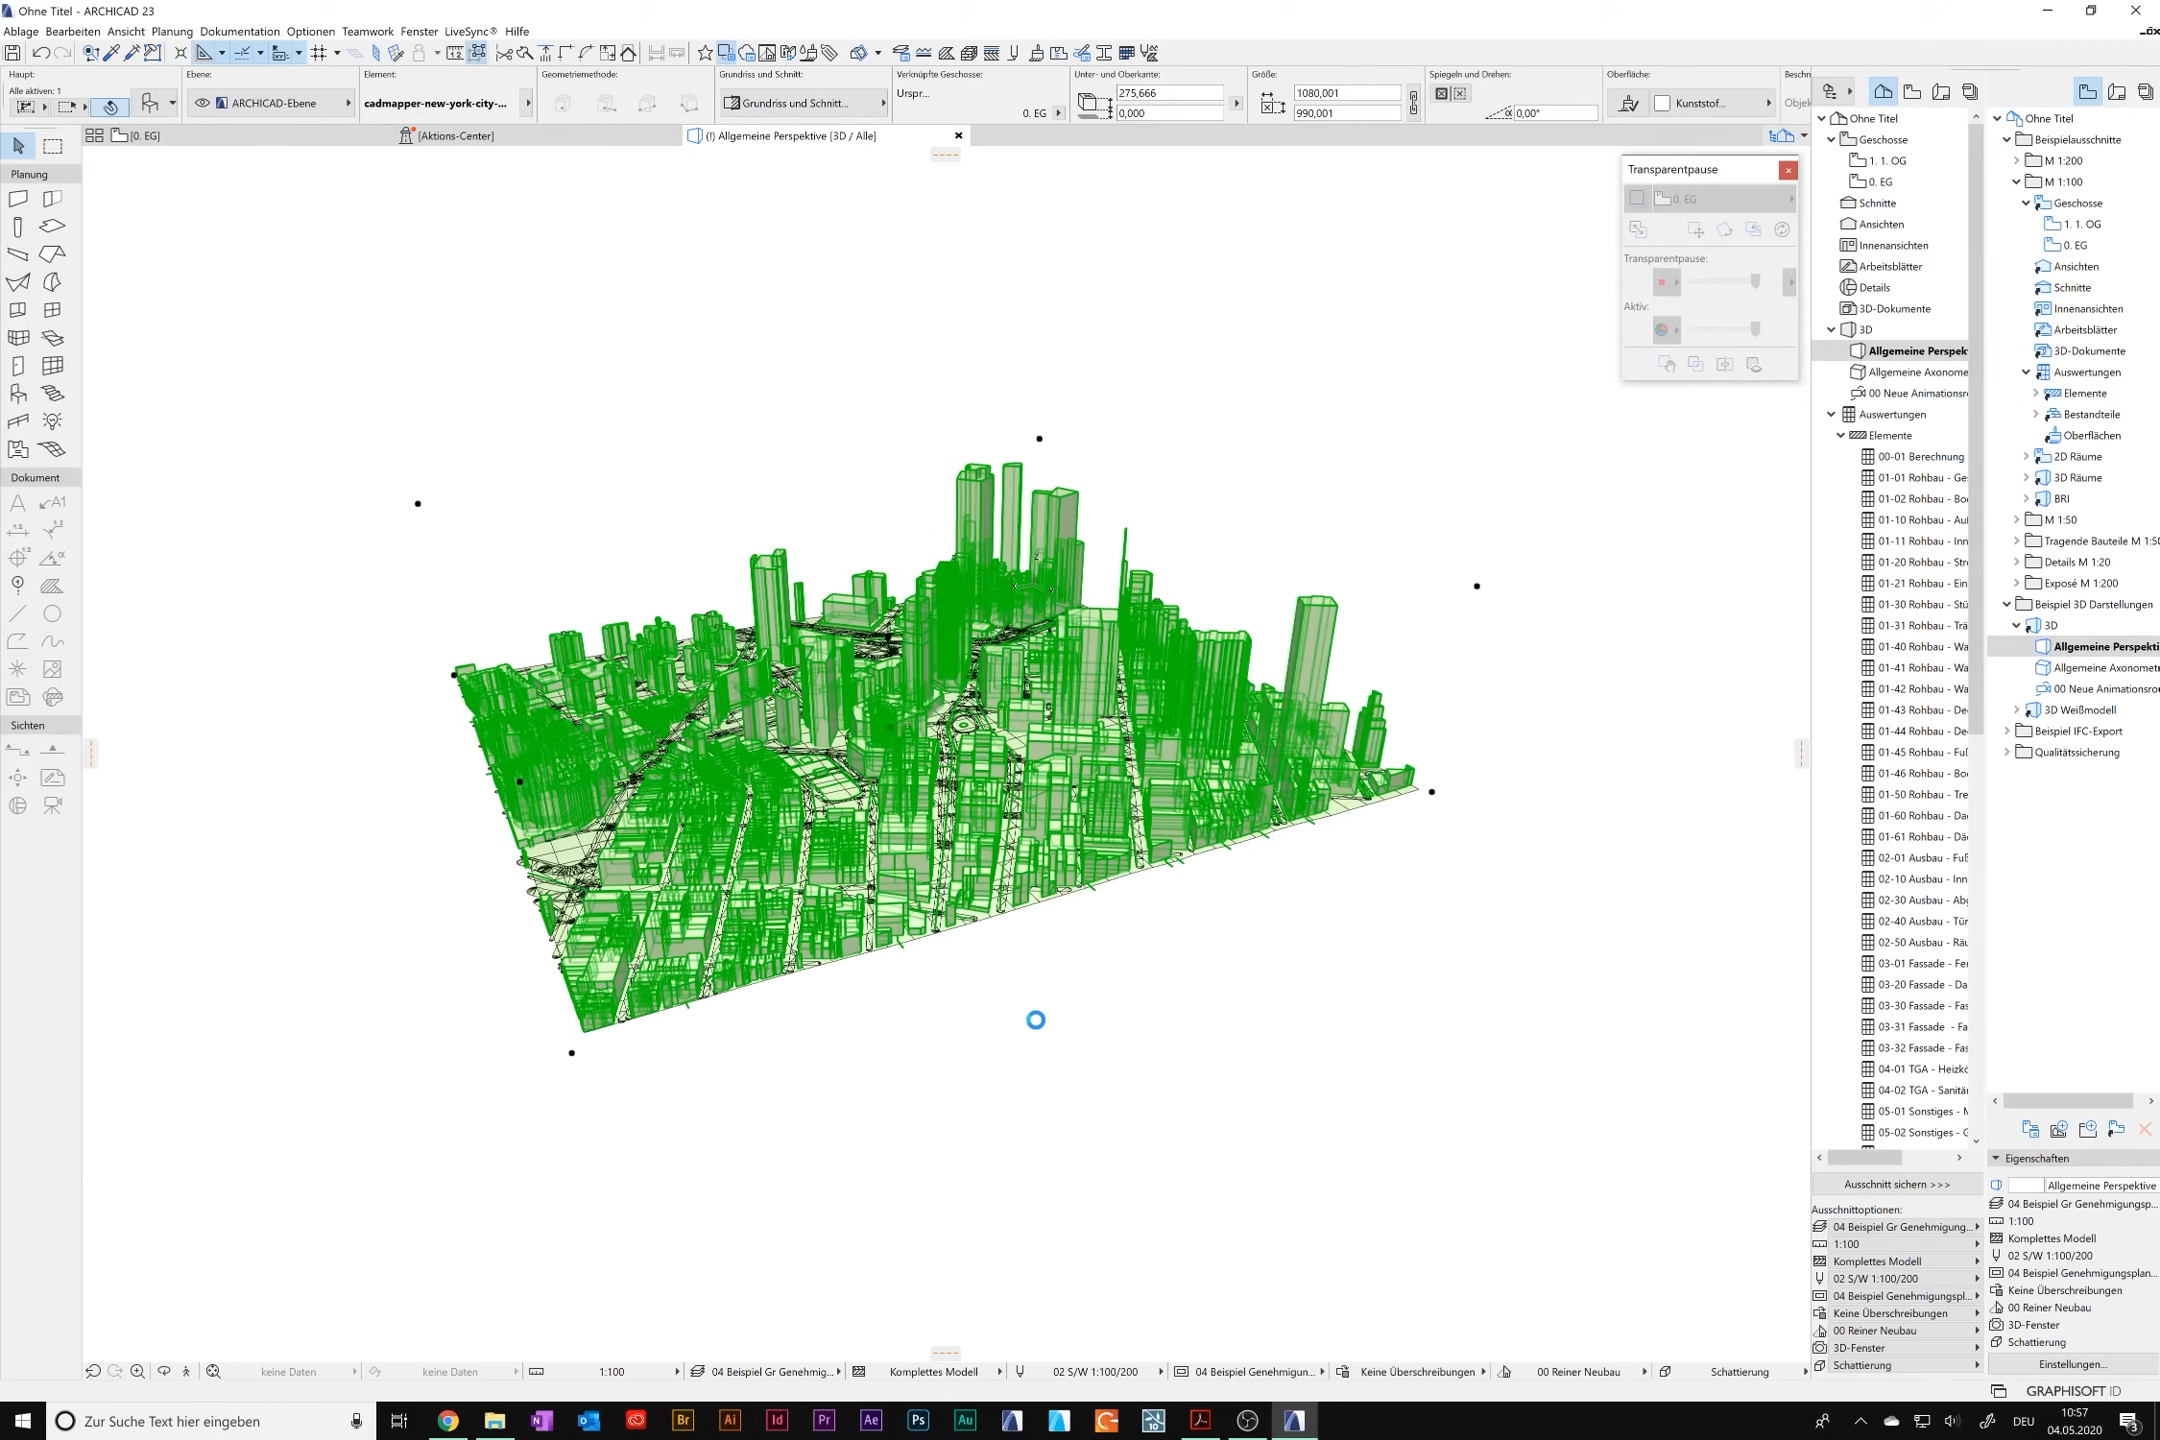 Ohne Titel - ARCHICAD 23
Ablage Bearbeiten Ansicht Planung Dokumentation Optionen Teamwork Fenster LiveSync® Hilfe
Haupt: Ebene: Element: Geometriemethode: Grundriss und Schnitt: Verknüpfte Geschosse: Unter- und Oberkante: Größe: Spiegeln und Drehen: Oberfläche: Beschr
Alle aktiven: 1
ARCHICAD-Ebene cadmapper-new-york-city-... Grundriss und Schnitt... Urspr... 0. EG 275,666 0,000 1080,001 990,001 0,00° Kunststof... Objek
[0. EG] [Aktions-Center] (!) Allgemeine Perspektive [3D / Alle]
Planung
Dokument
Sichten
Transparentpause
0. EG
Transparentpause:
Aktiv:
Ohne Titel
Geschosse
1. 1. OG
0. EG
Schnitte
Ansichten
Innenansichten
Arbeitsblätter
Details
3D-Dokumente
3D
Allgemeine Perspek
Allgemeine Axonome
00 Neue Animationsr
Auswertungen
Elemente
00-01 Berechnung
01-01 Rohbau - Ge
01-02 Rohbau - Bo
01-10 Rohbau - Au
01-11 Rohbau - Inn
01-20 Rohbau - Str
01-21 Rohbau - Ein
01-30 Rohbau - Stü
01-31 Rohbau - Trä
01-40 Rohbau - Wa
01-41 Rohbau - Wa
01-42 Rohbau - Wa
01-43 Rohbau - De
01-44 Rohbau - De
01-45 Rohbau - Fuß
01-46 Rohbau - Bo
01-50 Rohbau - Tre
01-60 Rohbau - Da
01-61 Rohbau - Dä
02-01 Ausbau - Fuß
02-10 Ausbau - Inn
02-30 Ausbau - Abg
02-40 Ausbau - Tür
02-50 Ausbau - Räu
03-01 Fassade - Fer
03-20 Fassade - Da
03-30 Fassade - Fas
03-31 Fassade - Fa
03-32 Fassade - Fas
04-01 TGA - Heizkö
04-02 TGA - Sanitär
05-01 Sonstiges - M
05-02 Sonstiges - G
Ausschnitt sichern >>>
Ausschnittoptionen:
04 Beispiel Gr Genehmigung...
1:100
Komplettes Modell
02 S/W 1:100/200
04 Beispiel Genehmigungspl...
Keine Überschreibungen
00 Reiner Neubau
3D-Fenster
Schattierung
Ohne Titel
Beispielausschnitte
M 1:200
M 1:100
Geschosse
1. 1. OG
0. EG
Ansichten
Schnitte
Innenansichten
Arbeitsblätter
3D-Dokumente
Auswertungen
Elemente
Bestandteile
Oberflächen
2D Räume
3D Räume
BRI
M 1:50
Tragende Bauteile M 1:50
Details M 1:20
Exposé M 1:200
Beispiel 3D Darstellungen
3D
Allgemeine Perspekti
Allgemeine Axonomet
00 Neue Animationsro
3D Weißmodell
Beispiel IFC-Export
Qualitätssicherung
Eigenschaften
Allgemeine Perspektive
04 Beispiel Gr Genehmigungsp...
1:100
Komplettes Modell
02 S/W 1:100/200
04 Beispiel Genehmigungsplan...
Keine Überschreibungen
00 Reiner Neubau
3D-Fenster
Schattierung
Einstellungen...
keine Daten keine Daten 1:100 04 Beispiel Gr Genehmig... Komplettes Modell 02 S/W 1:100/200 04 Beispiel Genehmigun... Keine Überschreibungen 00 Reiner Neubau Schattierung
GRAPHISOFT ID
Zur Suche Text hier eingeben
Br Ai Id Pr Ae Ps Au
DEU
10:57
04.05.2020
3